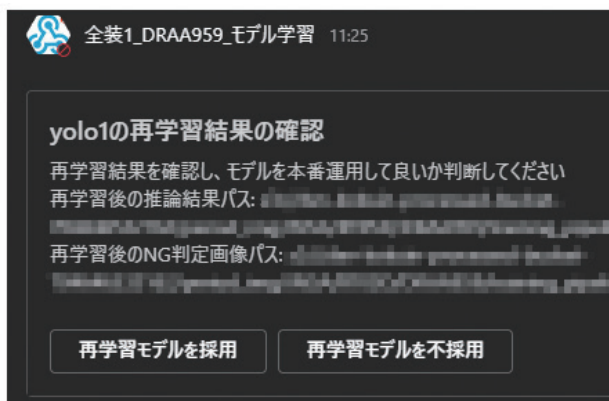 全装1_DRAA959_モデル学習 11:25
yolo1の再学習結果の確認
再学習結果を確認し、モデルを本番運用して良いか判断してください
再学習後の推論結果パス:
再学習後のNG判定画像パス:
再学習モデルを採用 再学習モデルを不採用